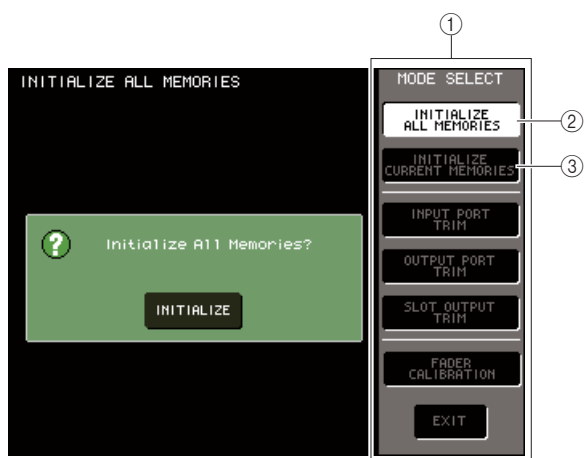 ①
INITIALIZE ALL MEMORIES
MODE SELECT
INITIALIZE
ALL MEMORIES
②
INITIALIZE
CURRENT MEMORIES
③
INPUT PORT
TRIM
? Initialize All Memories?
OUTPUT PORT
TRIM
INITIALIZE
SLOT OUTPUT
TRIM
FADER
CALIBRATION
EXIT